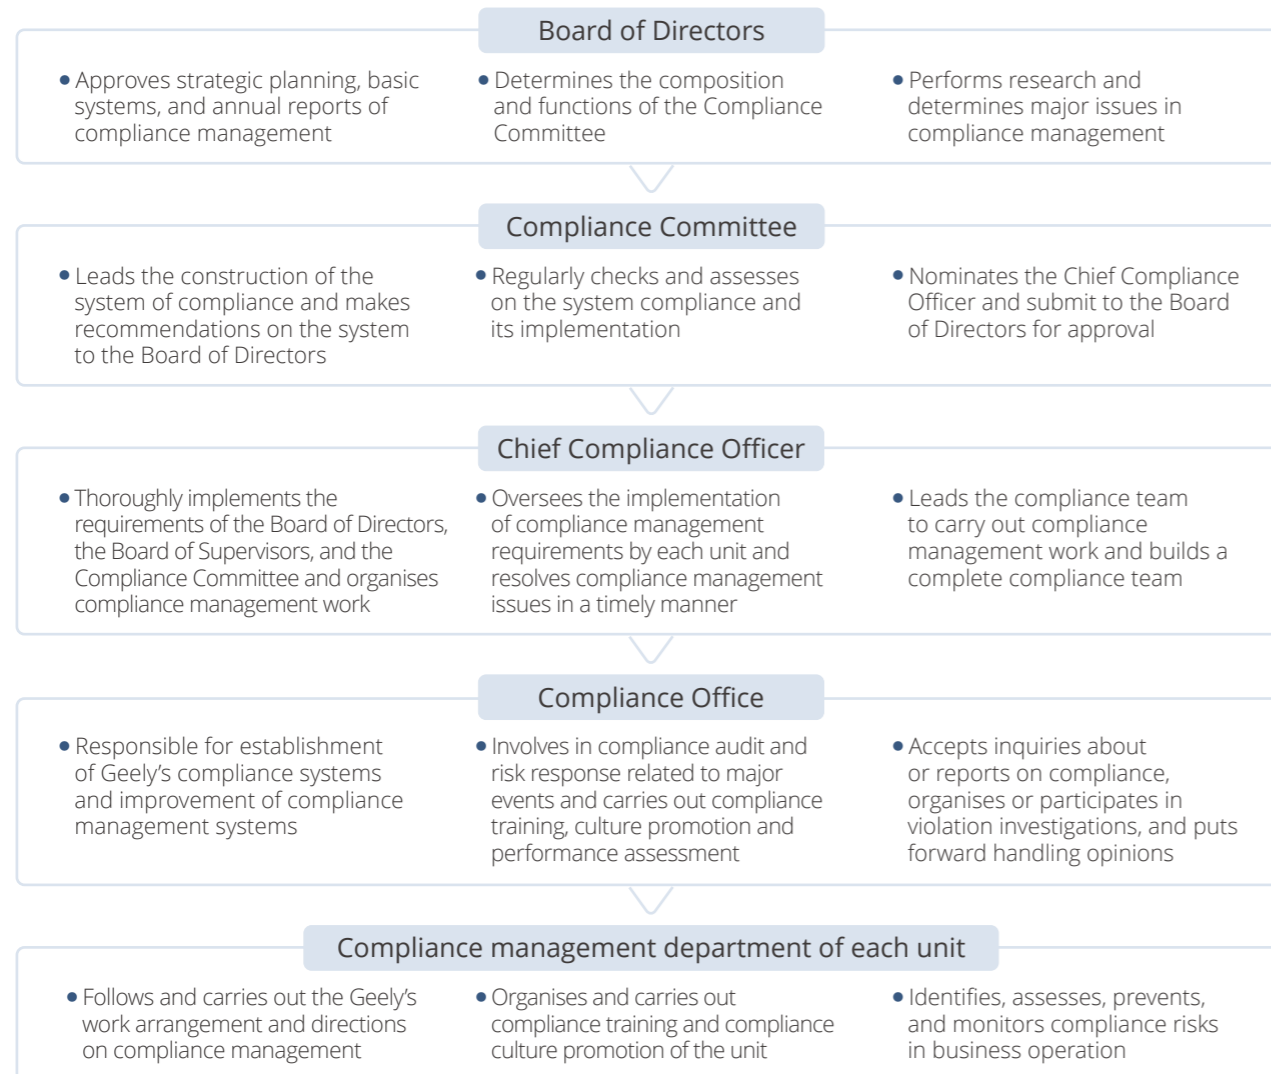 Board of Directors
• Approves strategic planning, basic
systems, and annual reports of
compliance management
• Determines the composition
and functions of the Compliance
Committee
• Performs research and
determines major issues in
compliance management
Compliance Committee
• Leads the construction of the
system of compliance and makes
recommendations on the system
to the Board of Directors
• Regularly checks and assesses
on the system compliance and
its implementation
• Nominates the Chief Compliance
Officer and submit to the Board
of Directors for approval
Chief Compliance Officer
• Thoroughly implements the
requirements of the Board of Directors,
the Board of Supervisors, and the
Compliance Committee and organises
compliance management work
• Oversees the implementation
of compliance management
requirements by each unit and
resolves compliance management
issues in a timely manner
• Leads the compliance team
to carry out compliance
management work and builds a
complete compliance team
Compliance Office
• Responsible for establishment
of Geely’s compliance systems
and improvement of compliance
management systems
• Involves in compliance audit and
risk response related to major
events and carries out compliance
training, culture promotion and
performance assessment
• Accepts inquiries about
or reports on compliance,
organises or participates in
violation investigations, and puts
forward handling opinions
Compliance management department of each unit
• Follows and carries out the Geely’s
work arrangement and directions
on compliance management
• Organises and carries out
compliance training and compliance
culture promotion of the unit
• Identifies, assesses, prevents,
and monitors compliance risks
in business operation